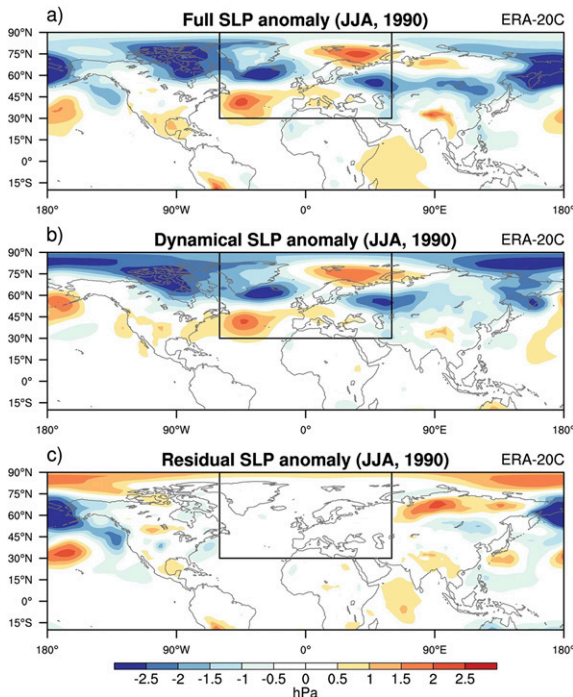 a) Full SLP anomaly (JJA, 1990) ERA-20C
90°N
75°N
60°N
45°N
30°N
15°N
0°
15°S
180° 90°W 0° 90°E 180°
b) Dynamical SLP anomaly (JJA, 1990) ERA-20C
90°N
75°N
60°N
45°N
30°N
15°N
0°
15°S
180° 90°W 0° 90°E 180°
c) Residual SLP anomaly (JJA, 1990) ERA-20C
90°N
75°N
60°N
45°N
30°N
15°N
0°
15°S
180° 90°W 0° 90°E 180°
-2.5 -2 -1.5 -1 -0.5 0 0.5 1 1.5 2 2.5
hPa